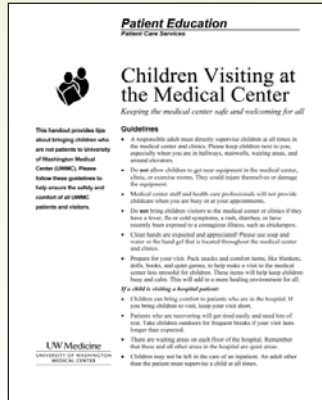 Patient Education
Patient Care Services
Children Visiting at
the Medical Center
Keeping the medical center safe and welcoming for all
This handout provides tips
about bringing children who
are not patients to University
of Washington Medical
Center (UWMC). Please
follow these guidelines to
help ensure the safety and
comfort of all UWMC
patients and visitors.
Guidelines
• A responsible adult must directly supervise children at all times in
the medical center and clinics. Please keep children next to you,
especially when you are in hallways, stairwells, waiting areas, and
around elevators.
• Do not allow children to get near equipment in the medical center,
clinic, or exercise rooms. They could injure themselves or damage
the equipment.
• Medical center staff and health care professionals will not provide
childcare when you are busy or at your appointments.
• Do not bring children visitors to the medical center or clinics if they
have a fever, flu or cold symptoms, a rash, diarrhea, or have
recently been exposed to a contagious illness, such as chickenpox.
• Clean hands are expected and appreciated! Please use soap and
water or the hand gel that is located throughout the medical center
and clinics.
• Prepare for your visit. Pack snacks and comfort items, like blankets,
dolls, books, and quiet games, to help make a visit to the medical
center less stressful for children. These items will help keep children
busy and calm. This will add to a more healing environment for all.
If a child is visiting a hospital patient:
• Children can bring comfort to patients who are in the hospital. If
you bring children to visit, keep your visit short.
• Patients who are recovering will get tired easily and need lots of
rest. Take children outdoors for frequent breaks if your visit lasts
longer than expected.
• There are waiting areas on each floor of the hospital. Remember
that these and all other areas in the hospital are quiet areas.
• Children may not be left in the care of an inpatient. An adult other
than the patient must supervise a child at all times.
UW Medicine
UNIVERSITY OF WASHINGTON
MEDICAL CENTER